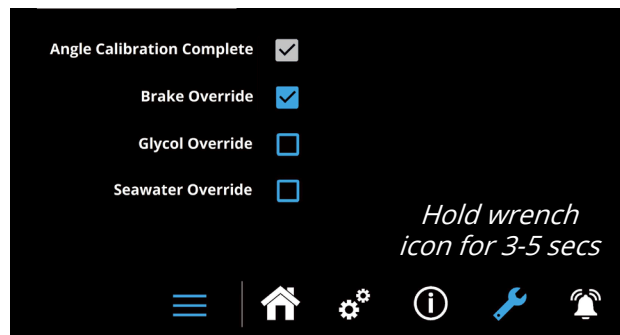 Angle Calibration Complete
Brake Override
Glycol Override
Seawater Override
Hold wrench
icon for 3-5 secs